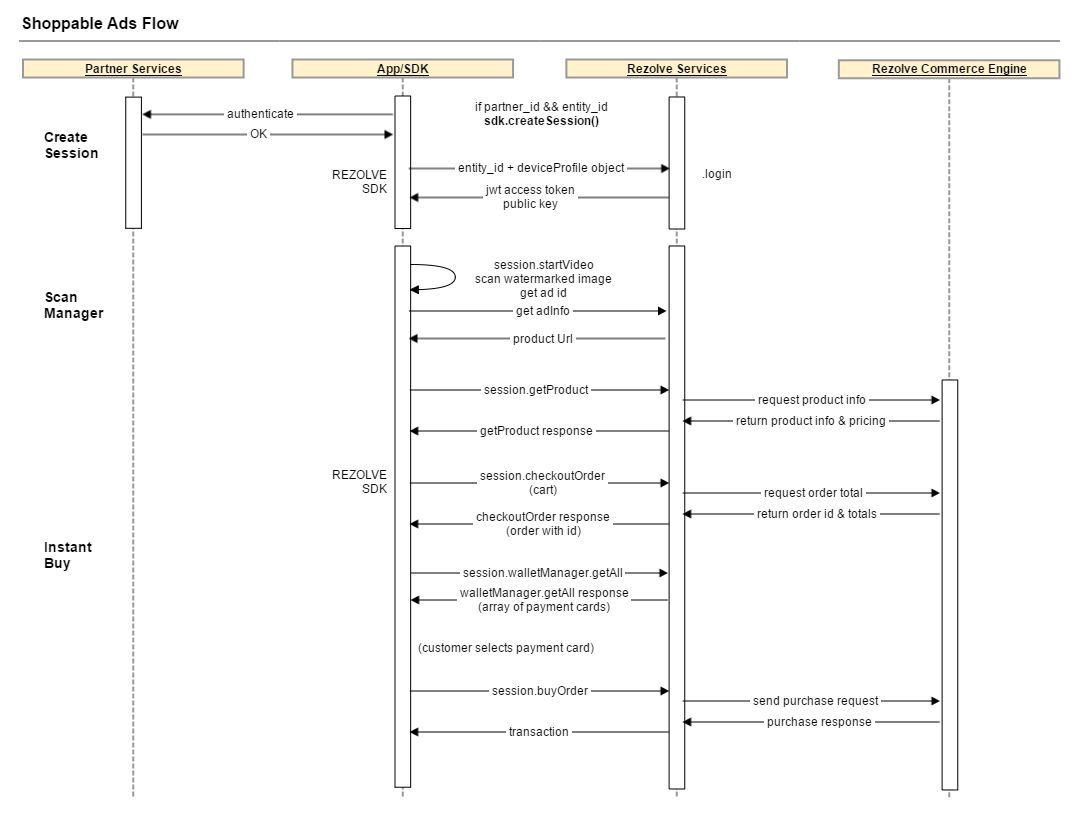 Shoppable Ads Flow
Partner Services
App/SDK
Rezolve Services
Rezolve Commerce Engine
Create
Session
authenticate
OK
if partner_id && entity_id
sdk.createSession()
REZOLVE
SDK
entity_id + deviceProfile object
.login
jwt access token
public key
Scan
Manager
session.startVideo
scan watermarked image
get ad id
get adInfo
product Url
session.getProduct
request product info
return product info & pricing
getProduct response
REZOLVE
SDK
session.checkoutOrder
(cart)
request order total
return order id & totals
checkoutOrder response
(order with id)
Instant
Buy
session.walletManager.getAll
walletManager.getAll response
(array of payment cards)
(customer selects payment card)
session.buyOrder
send purchase request
purchase response
transaction